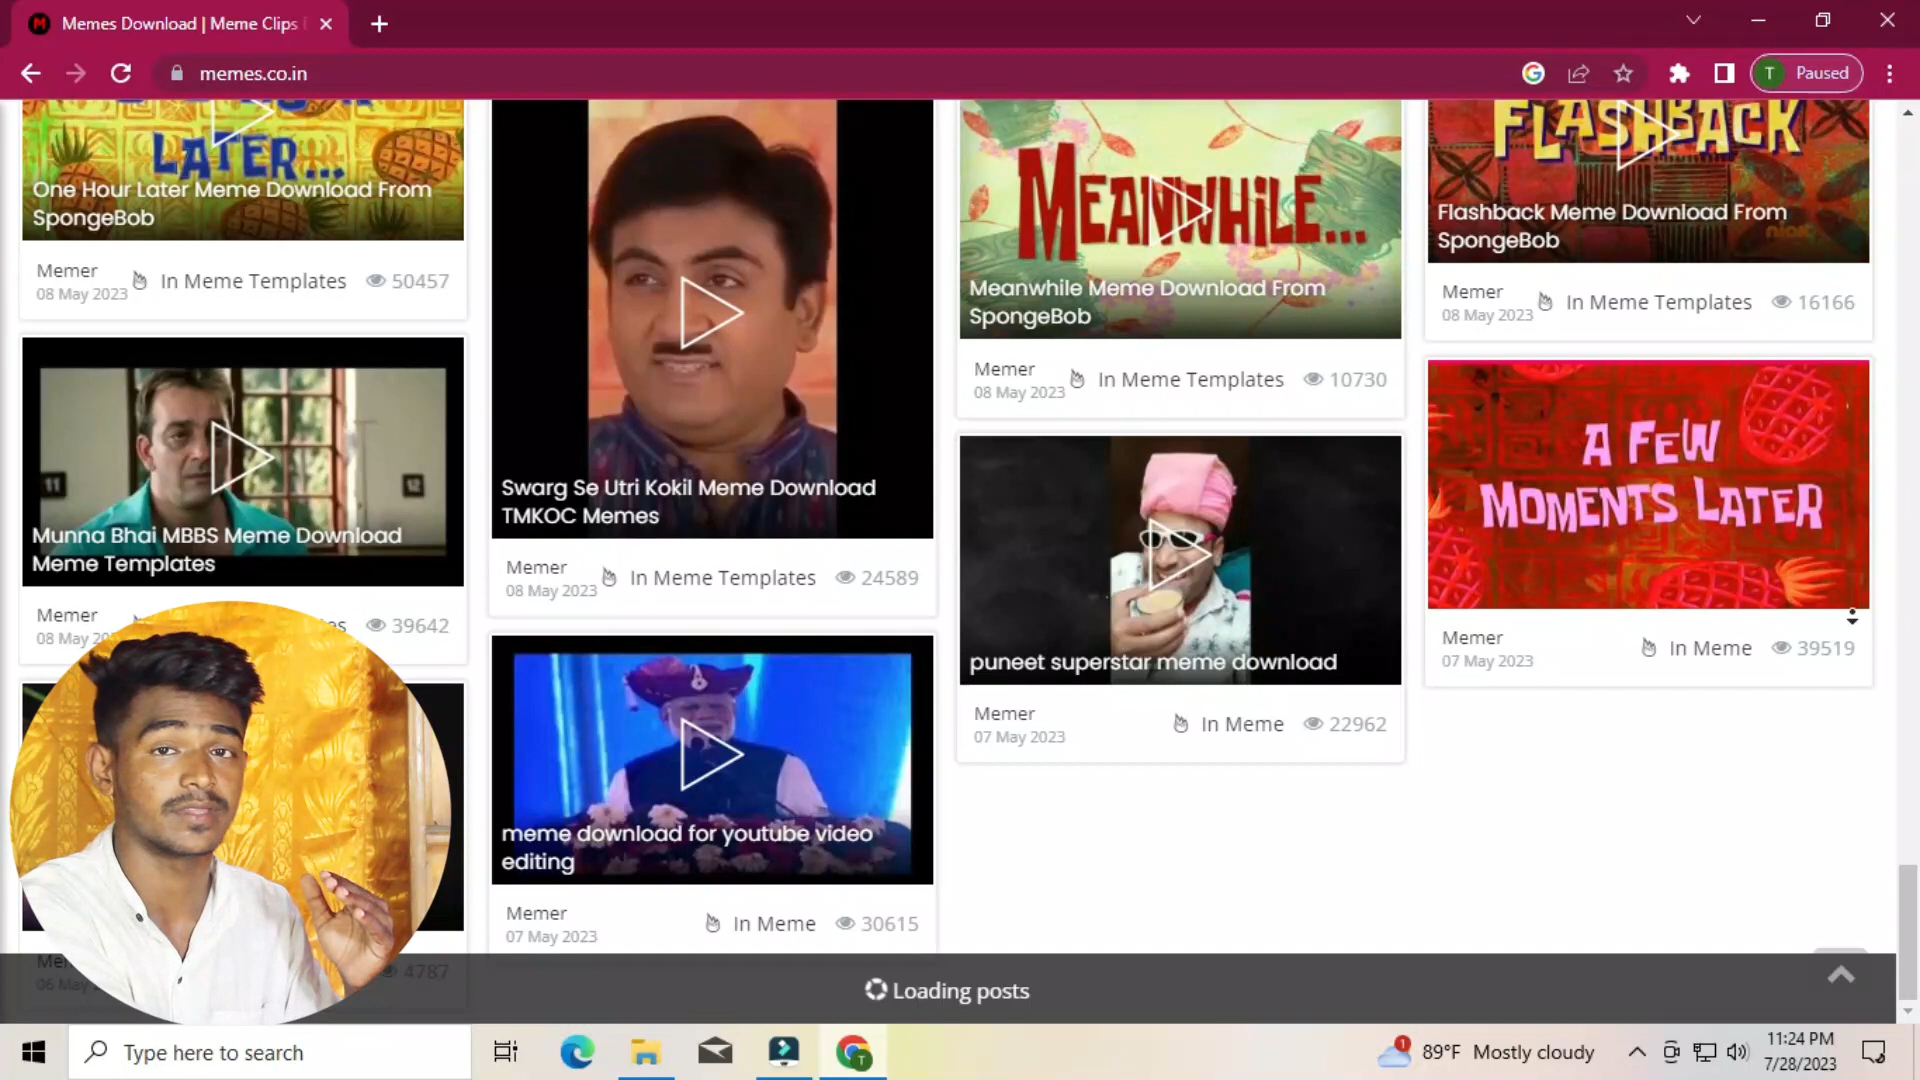 Memes Download | Meme Clips
memes.co.in
T Paused
LATER...
One Hour Later Meme Download From
SpongeBob
Memer
08 May 2023
In Meme Templates
50457
Munna Bhai MBBS Meme Download
Meme Templates
11
12
Memer
08 May
39642
4787
Swarg Se Utri Kokil Meme Download
TMKOC Memes
Memer
08 May 2023
In Meme Templates
24589
meme download for youtube video
editing
Memer
07 May 2023
In Meme
30615
MEANWHILE...
Meanwhile Meme Download From
SpongeBob
Memer
08 May 2023
In Meme Templates
10730
puneet superstar meme download
Memer
07 May 2023
In Meme
22962
FLASHBACK
Flashback Meme Download From
SpongeBob
Memer
08 May 2023
In Meme Templates
16166
A FEW
MOMENTS LATER
Memer
07 May 2023
In Meme
39519
Loading posts
Type here to search
T
1
89°F Mostly cloudy
11:24 PM
7/28/2023